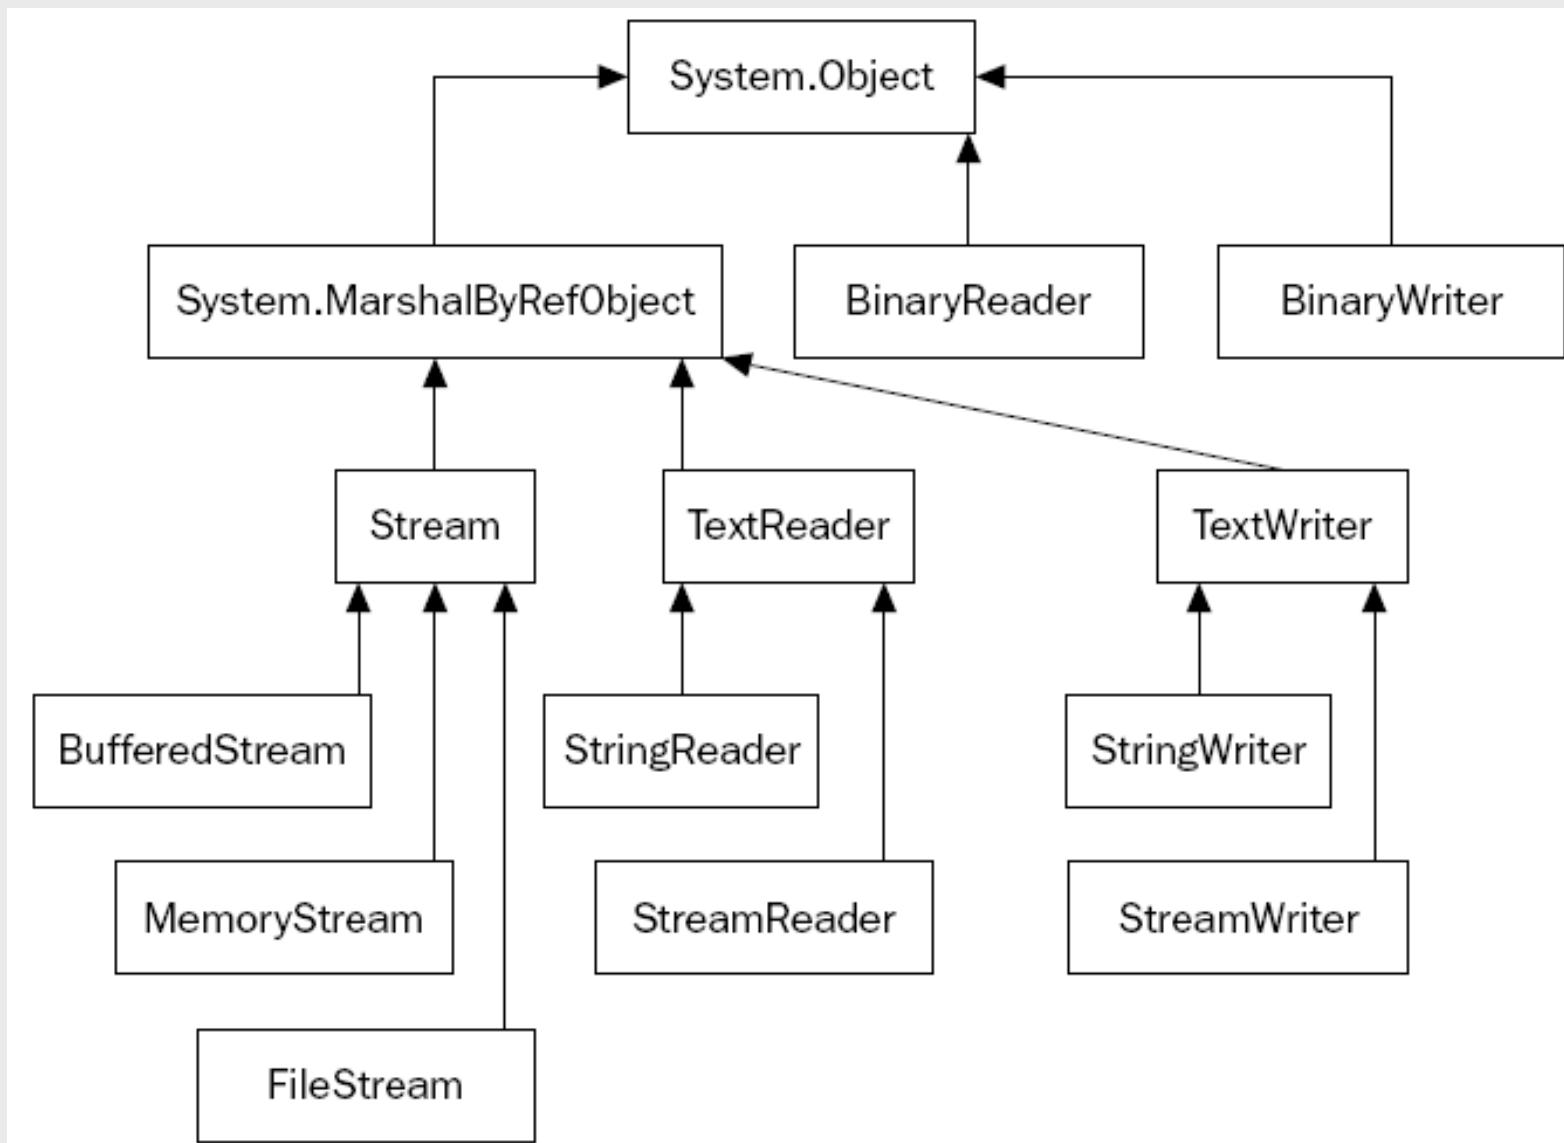 System.Object
System.MarshalByRefObject
BinaryReader
BinaryWriter
Stream
TextReader
TextWriter
BufferedStream
StringReader
StringWriter
MemoryStream
StreamReader
StreamWriter
FileStream